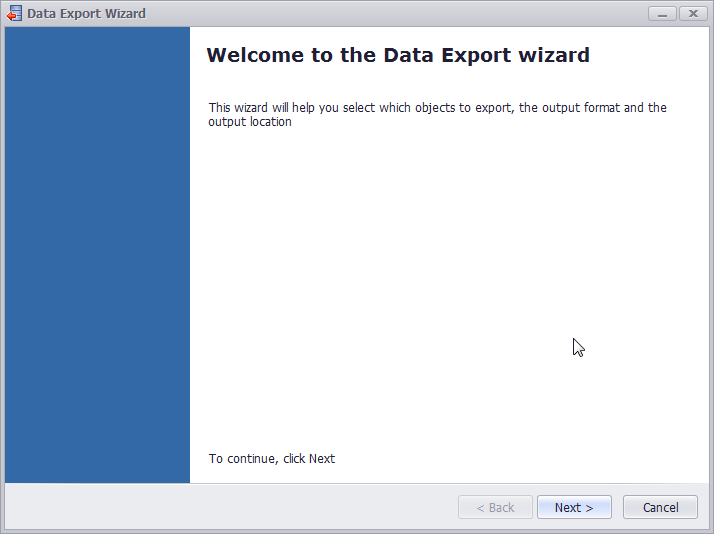 Data Export Wizard
Welcome to the Data Export wizard
This wizard will help you select which objects to export, the output format and the
output location
To continue, click Next
< Back Next > Cancel